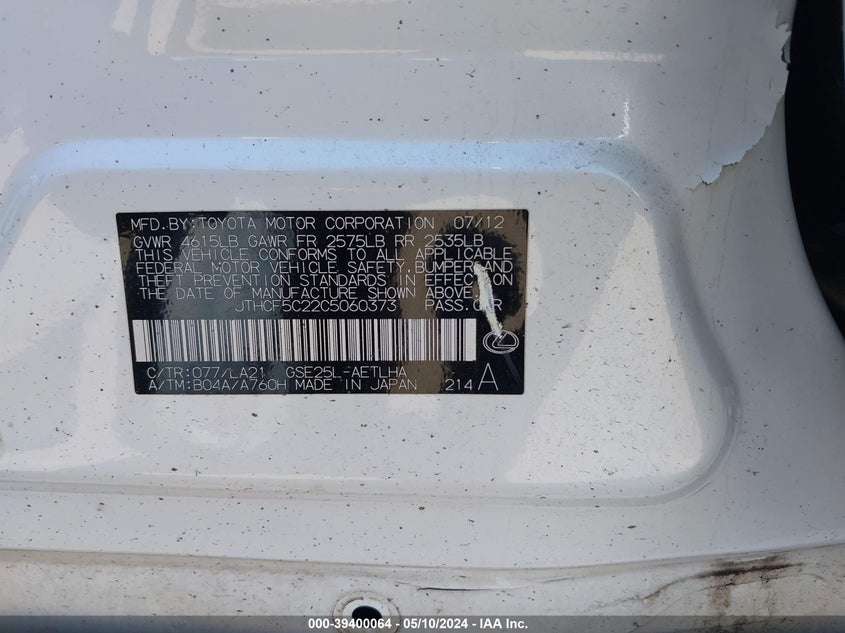 MFD.BY:TOYOTA MOTOR CORPORATION 07/12
GVWR 4615LB GAWR FR 2575LB RR 2535LB
THIS VEHICLE CONFORMS TO ALL APPLICABLE
FEDERAL MOTOR VEHICLE SAFETY,BUMPER,AND
THEFT PREVENTION STANDARDS IN EFFECT ON
THE DATE OF MANUFACTURE SHOWN ABOVE.
JTHCF5C22C5060373 PASS.CAR
C/TR:077/LA21 GSE25L-AETLHA
A/TM:B04A/A760H MADE IN JAPAN 214 A
000-39400064 / 05/10/2024 / IAA Inc.